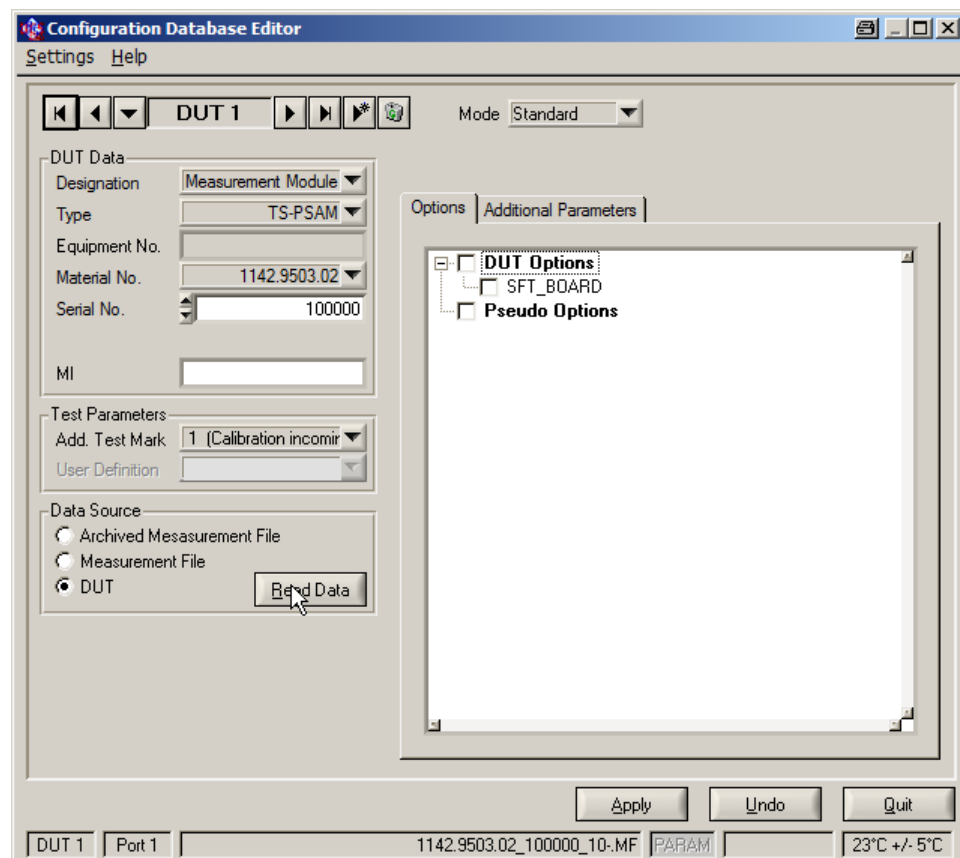 Configuration Database Editor
Settings Help
DUT 1
Mode Standard
DUT Data
Designation Measurement Module
Type TS-PSAM
Equipment No.
Material No. 1142.9503.02
Serial No. 100000
MI
Test Parameters
Add. Test Mark 1 (Calibration incomir
User Definition
Data Source
Archived Mesasurement File
Measurement File
DUT
Read Data
Options Additional Parameters
DUT Options
SFT_BOARD
Pseudo Options
Apply Undo Quit
DUT 1 Port 1 1142.9503.02_100000_10-.MF PARAM 23°C +/- 5°C